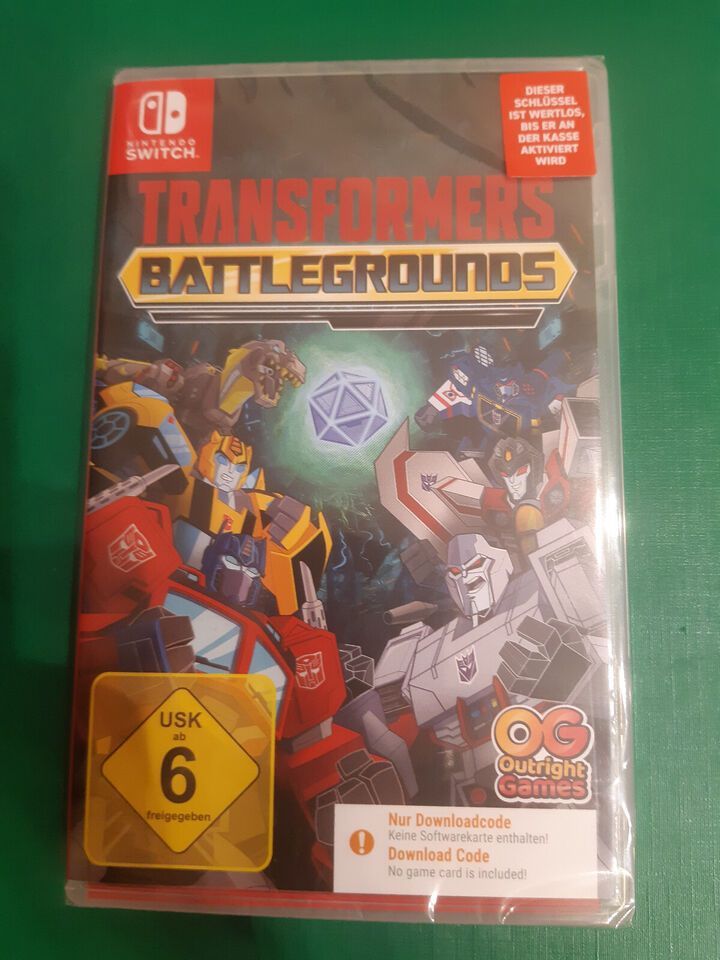 NINTENDO
SWITCH
DIESER
SCHLÜSSEL
IST WERTLOS,
BIS ER AN
DER KASSE
AKTIVIERT
WIRD
TRANSFORMERS
BATTLEGROUNDS
USK
ab
6
freigegeben
OG
Outright
Games
Nur Downloadcode
Keine Softwarekarte enthalten!
Download Code
No game card is included!